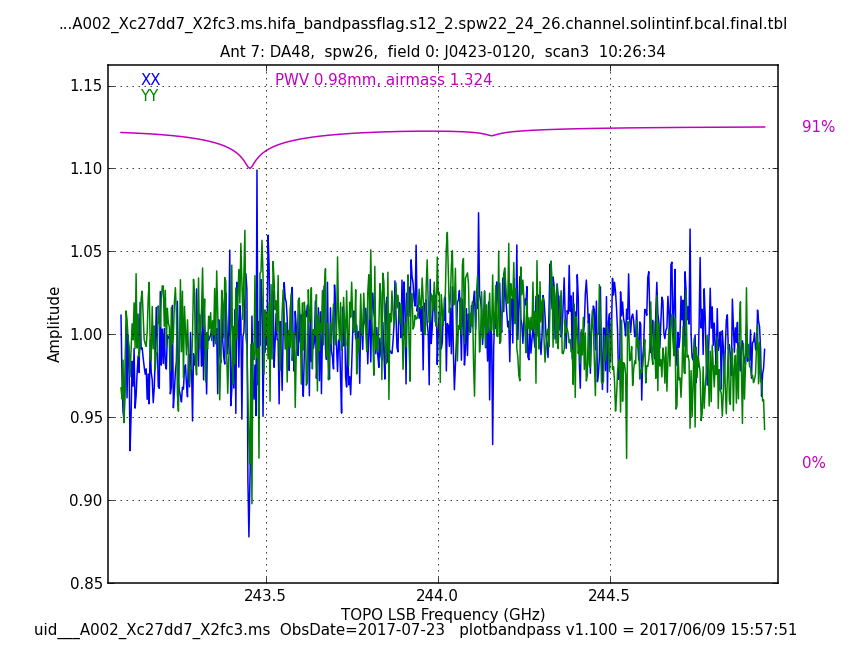 ...A002_Xc27dd7_X2fc3.ms.hifa_bandpassflag.s12_2.spw22_24_26.channel.solintinf.bcal.final.tbl
Ant 7: DA48,  spw26,  field 0: J0423-0120,  scan3  10:26:34
XX
YY
PWV 0.98mm, airmass 1.324
91%
0%
1.15
1.10
1.05
1.00
0.95
0.90
0.85
Amplitude
243.5
244.0
244.5
TOPO LSB Frequency (GHz)
uid___A002_Xc27dd7_X2fc3.ms  ObsDate=2017-07-23   plotbandpass v1.100 = 2017/06/09 15:57:51